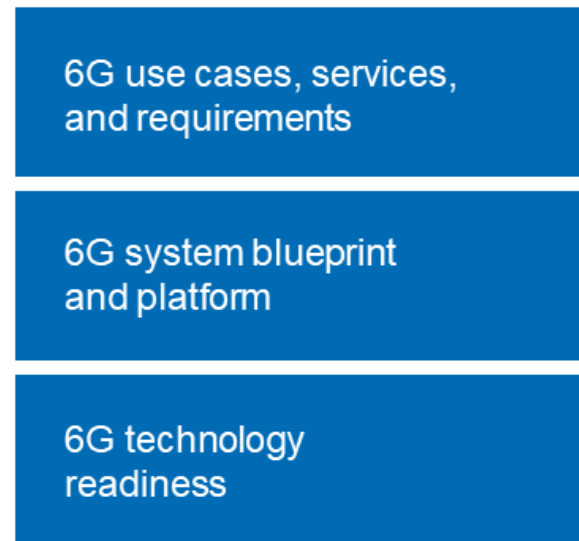 6G use cases, services,
and requirements
6G system blueprint
and platform
6G technology
readiness